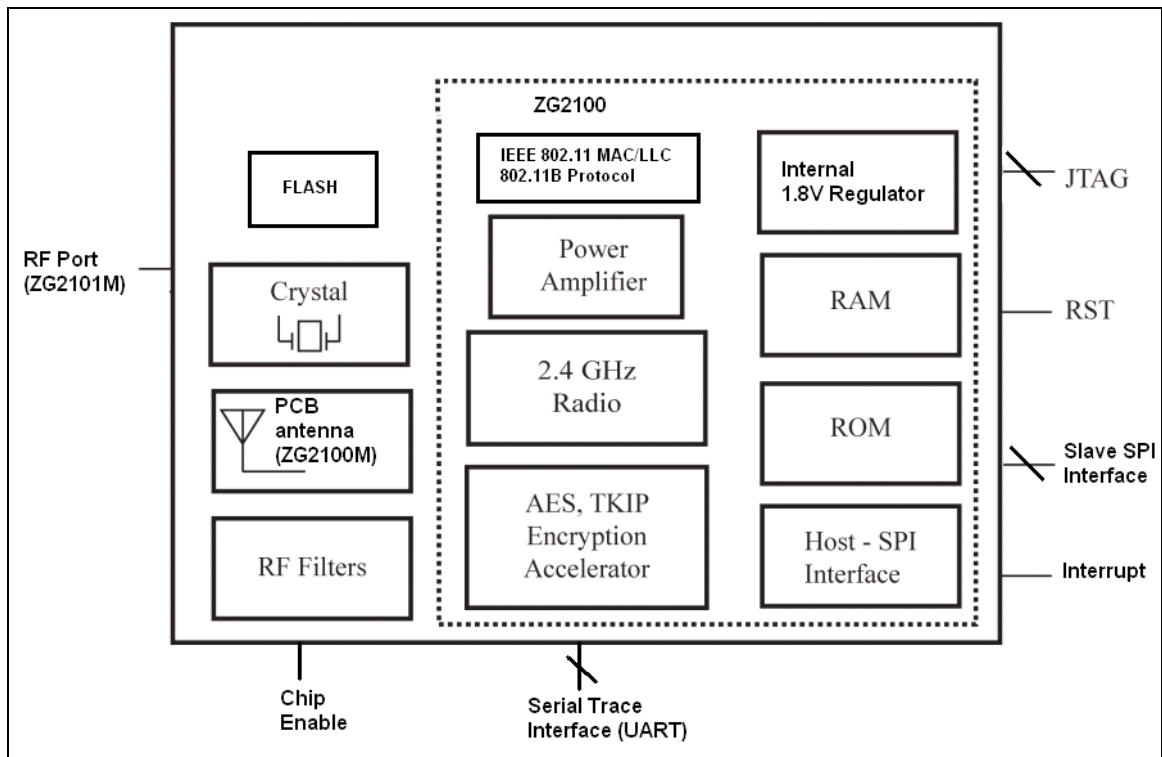 ZG2100
IEEE 802.11 MAC/LLC
802.11B Protocol
Internal
1.8V Regulator
FLASH
JTAG
Power
Amplifier
RF Port
(ZG2101M)
Crystal
RAM
RST
2.4 GHz
Radio
PCB
antenna
(ZG2100M)
ROM
Slave SPI
Interface
AES, TKIP
Encryption
Accelerator
RF Filters
Host - SPI
Interface
Interrupt
Chip
Enable
Serial Trace
Interface (UART)